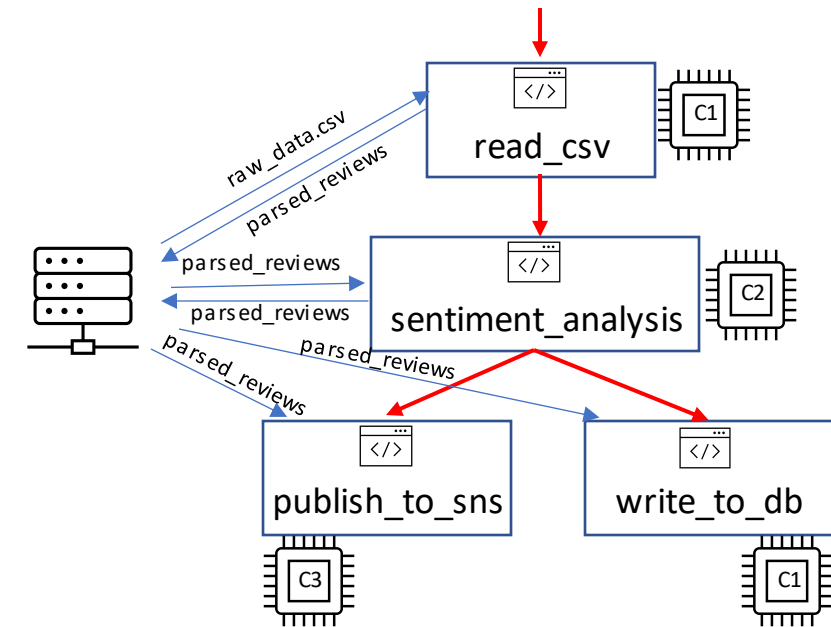 </>
C1
read_csv
raw_data.csv
parsed_reviews
</>
parsed_reviews
C2
parsed_reviews
sentiment_analysis
parsed_reviews
parsed_reviews
</>
</>
publish_to_sns
write_to_db
C3
C1